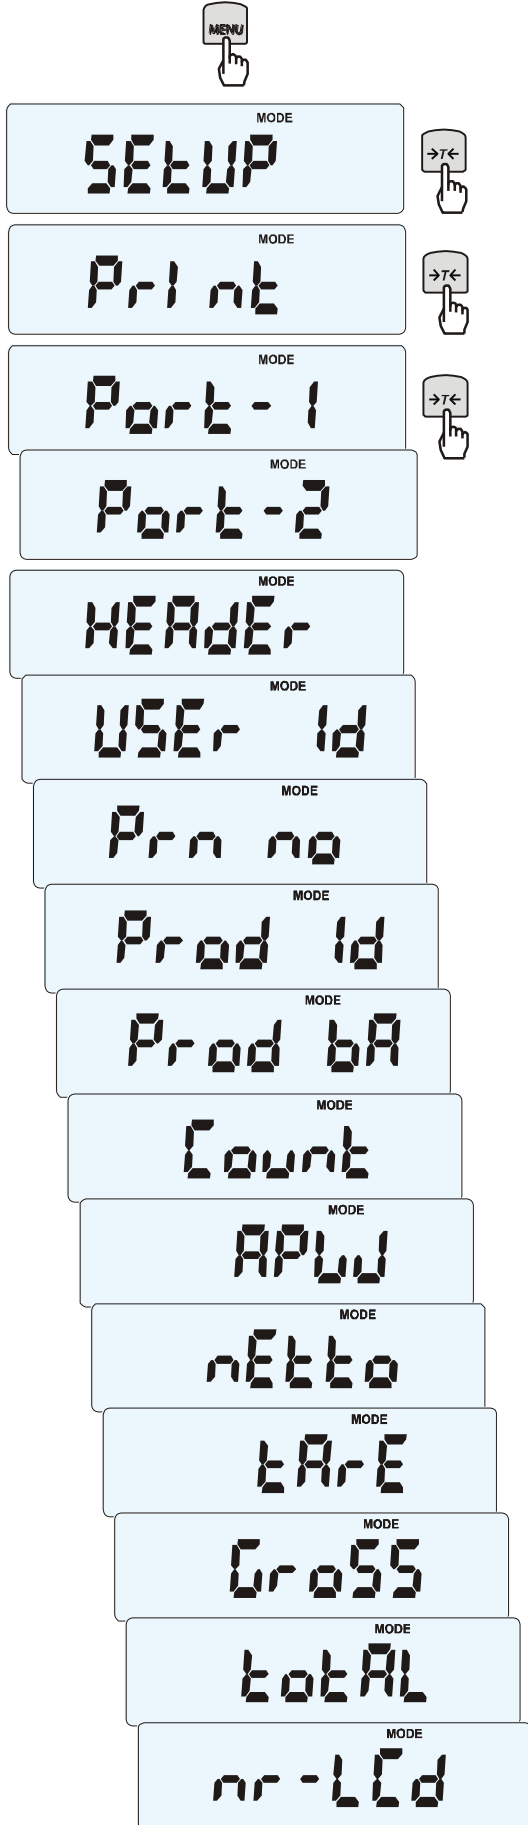 MENU
MODE
SEtUP
→T←
MODE
PrInt
→T←
MODE
Port-1
→T←
MODE
Port-2
MODE
HEAdEr
MODE
USEr Id
MODE
Prn no
MODE
Prod Id
MODE
Prod bA
MODE
Count
MODE
APW
MODE
nEtto
MODE
tArE
MODE
GroSS
MODE
totAL
MODE
nr-LCd